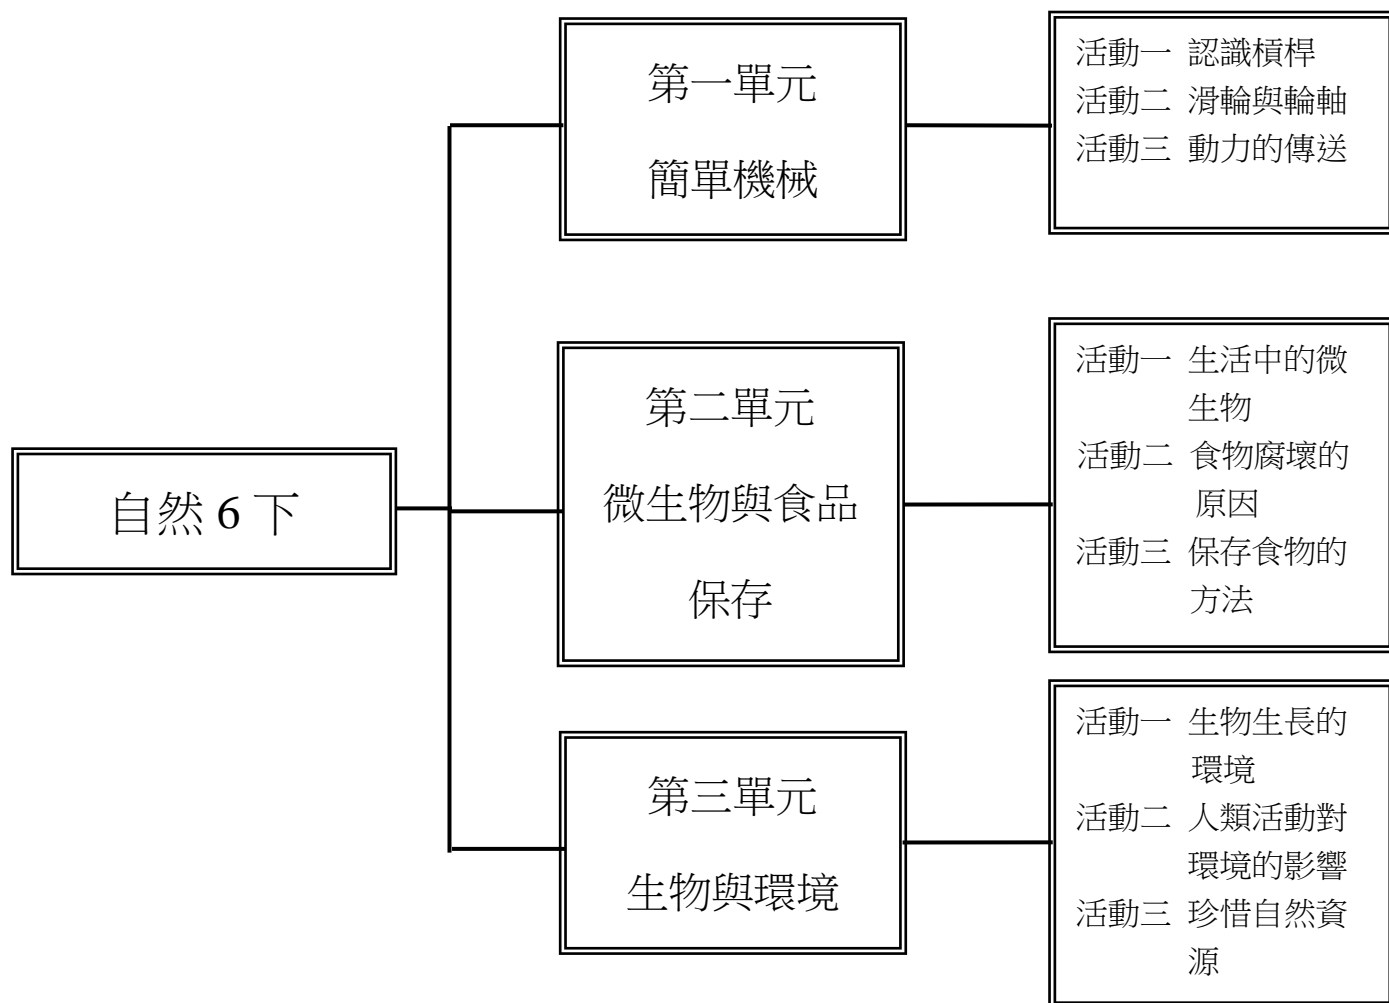 自然 6 下
第一單元
簡單機械
活動一 認識槓桿
活動二 滑輪與輪軸
活動三 動力的傳送
第二單元
微生物與食品
保存
活動一 生活中的微
生物
活動二 食物腐壞的
原因
活動三 保存食物的
方法
第三單元
生物與環境
活動一 生物生長的
環境
活動二 人類活動對
環境的影響
活動三 珍惜自然資
源